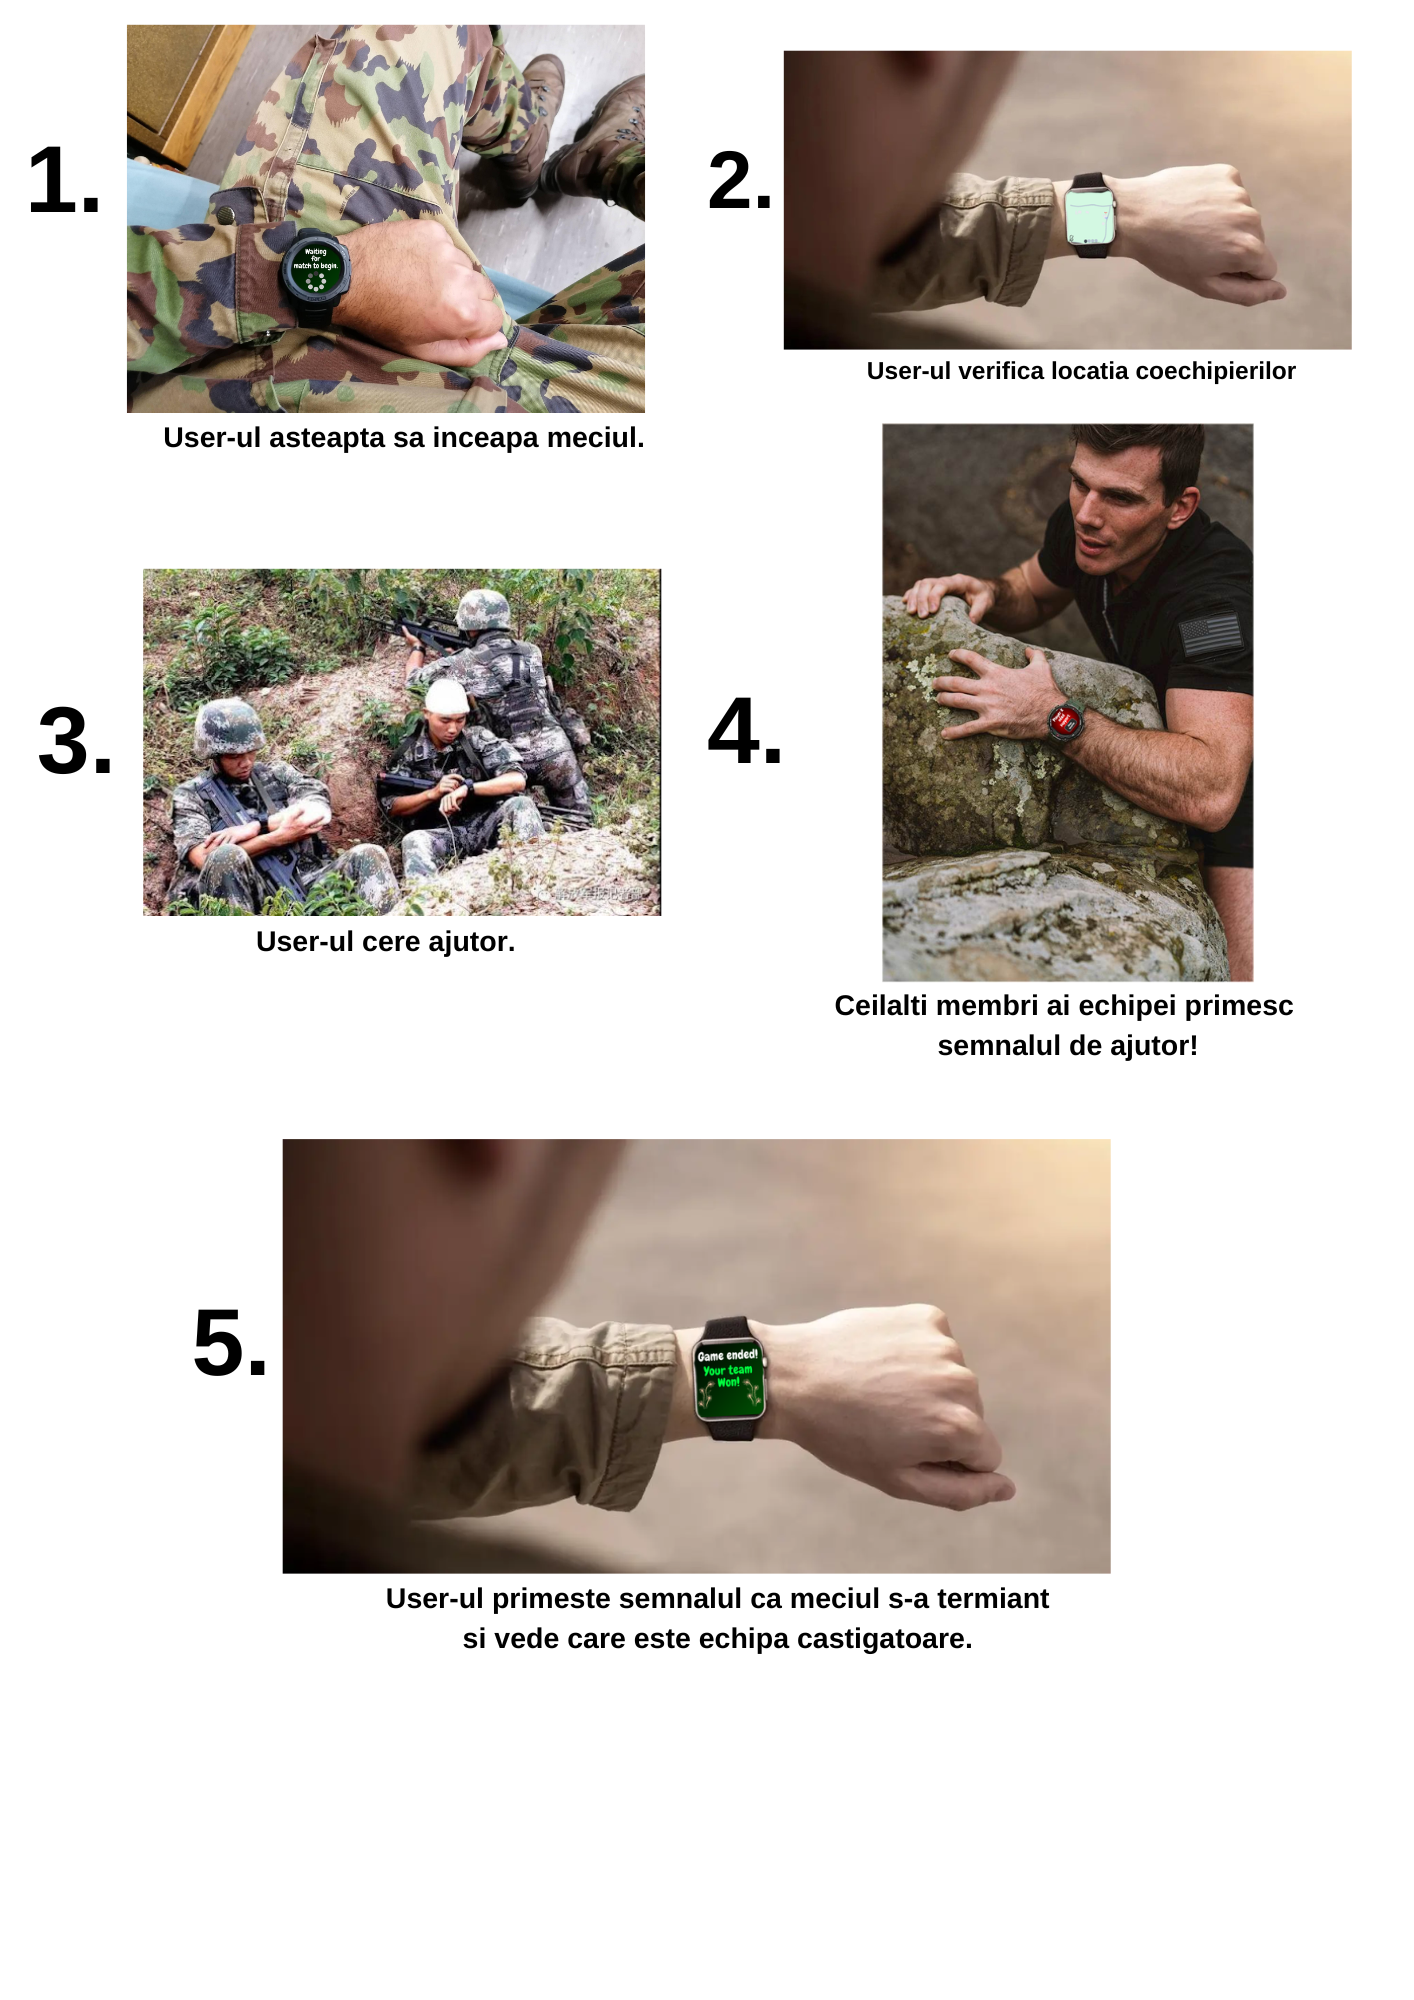 1.
Waiting
for
match to begin.
User-ul asteapta sa inceapa meciul.
2.
User-ul verifica locatia coechipierilor
3.
User-ul cere ajutor.
4.
Ceilalti membri ai echipei primesc
semnalul de ajutor!
5.
Game ended!
Your team
Won!
User-ul primeste semnalul ca meciul s-a termiant
si vede care este echipa castigatoare.